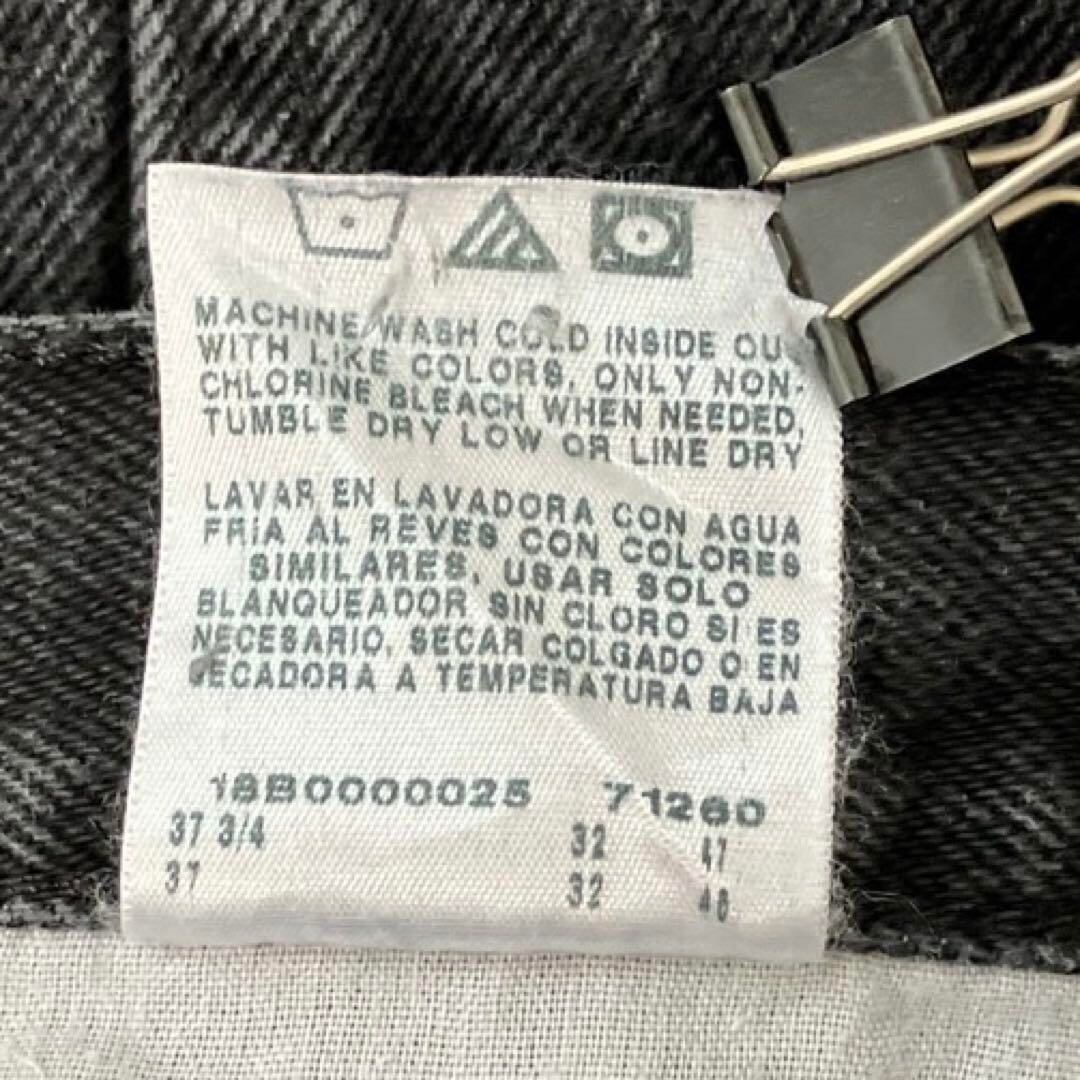 MACHINE WASH COLD INSIDE OU
WITH LIKE COLORS, ONLY NON-
CHLORINE BLEACH WHEN NEEDED,
TUMBLE DRY LOW OR LINE DRY
LAVAR EN LAVADORA CON AGUA
FRIA AL REVES CON COLORES
SIMILARES, USAR SOLO
BLANQUEADOR SIN CLORO SI ES
NECESARIO, SECAR COLGADO O EN
SECADORA A TEMPERATURA BAJA
18B0000025 71260
37 3/4 32 47
37 32 48